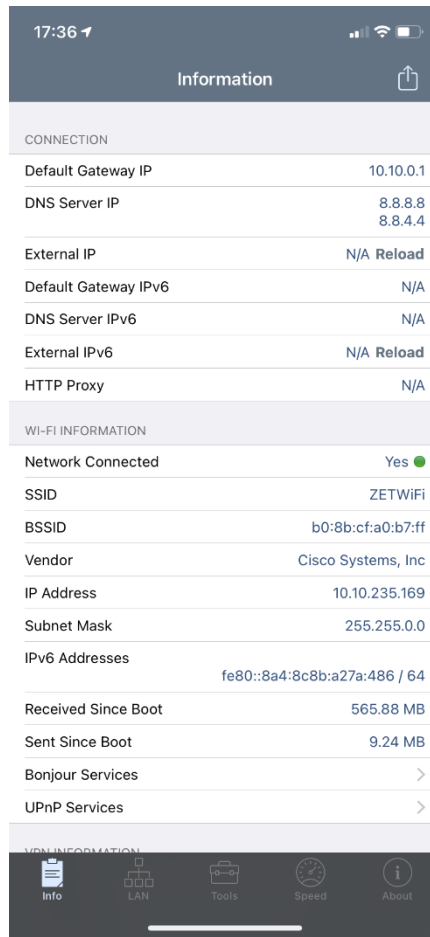 17:36
Information
CONNECTION
Default Gateway IP 10.10.0.1
DNS Server IP 8.8.8.8
8.8.4.4
External IP N/A Reload
Default Gateway IPv6 N/A
DNS Server IPv6 N/A
External IPv6 N/A Reload
HTTP Proxy N/A
WI-FI INFORMATION
Network Connected Yes
SSID ZETWiFi
BSSID b0:8b:cf:a0:b7:ff
Vendor Cisco Systems, Inc
IP Address 10.10.235.169
Subnet Mask 255.255.0.0
IPv6 Addresses
fe80::8a4:8c8b:a27a:486 / 64
Received Since Boot 565.88 MB
Sent Since Boot 9.24 MB
Bonjour Services
UPnP Services
VPN INFORMATION
Info LAN Tools Speed About